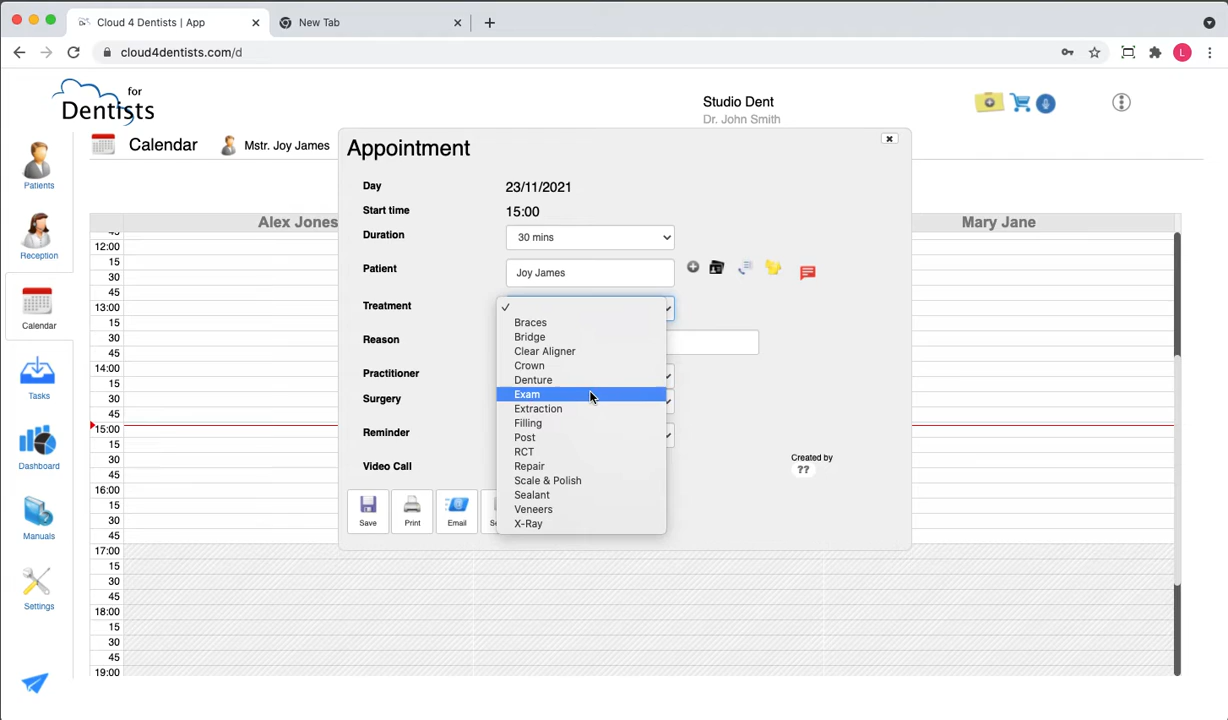 Cloud 4 Dentists | App
New Tab
cloud4dentists.com/d
L
for
Dentists
Studio Dent
Dr. John Smith
Calendar
Mstr. Joy James
Patients
Reception
Calendar
Tasks
Dashboard
Manuals
Settings
Alex Jones
Mary Jane
45
12:00
15
30
45
13:00
15
30
45
14:00
15
30
45
15:00
15
30
45
16:00
15
30
45
17:00
15
30
45
18:00
15
30
45
19:00
Appointment
Day 23/11/2021
Start time 15:00
Duration 30 mins
Patient Joy James
Treatment
Reason
Practitioner
Surgery
Reminder
Video Call
Braces
Bridge
Clear Aligner
Crown
Denture
Exam
Extraction
Filling
Post
RCT
Repair
Scale & Polish
Sealant
Veneers
X-Ray
Created by
??
Save
Print
Email